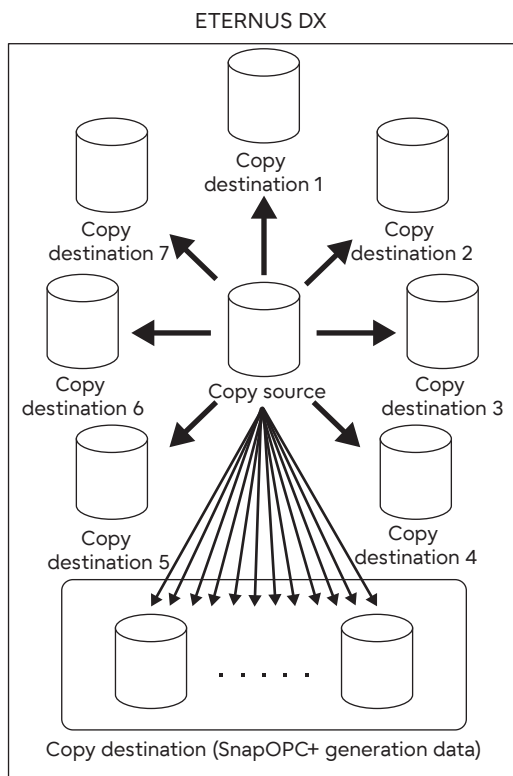 ETERNUS DX
Copy
destination 1
Copy
destination 7
Copy
destination 2
Copy
destination 6
Copy source
Copy
destination 3
Copy
destination 5
Copy
destination 4
. . . . .
Copy destination (SnapOPC+ generation data)